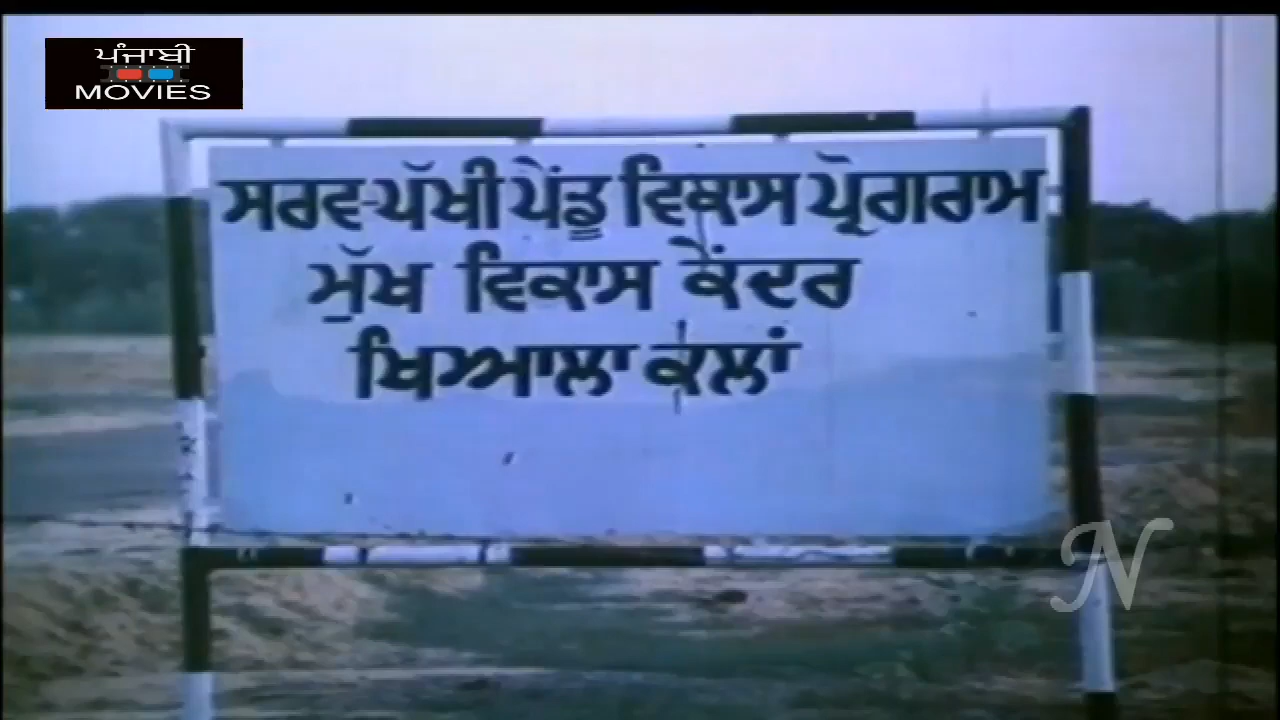 ਪੰਜਾਬੀ
MOVIES
ਸਰਵ-ਪੱਖੀ ਪੇਂਡੂ ਵਿਕਾਸ ਪ੍ਰੋਗਰਾਮ
ਮੁੱਖ ਵਿਕਾਸ ਕੇਂਦਰ
ਖਿਆਲਾ ਕਲਾਂ
N